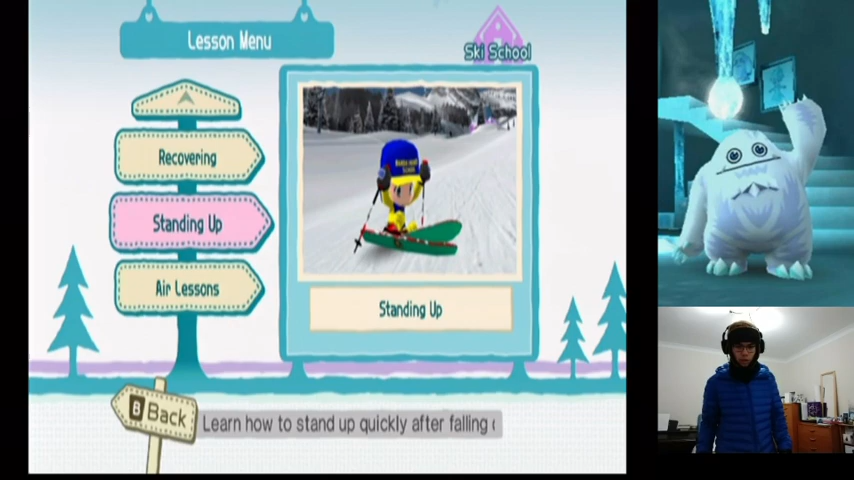 Lesson Menu
Ski School
Recovering
Standing Up
Air Lessons
Standing Up
B Back
Learn how to stand up quickly after falling